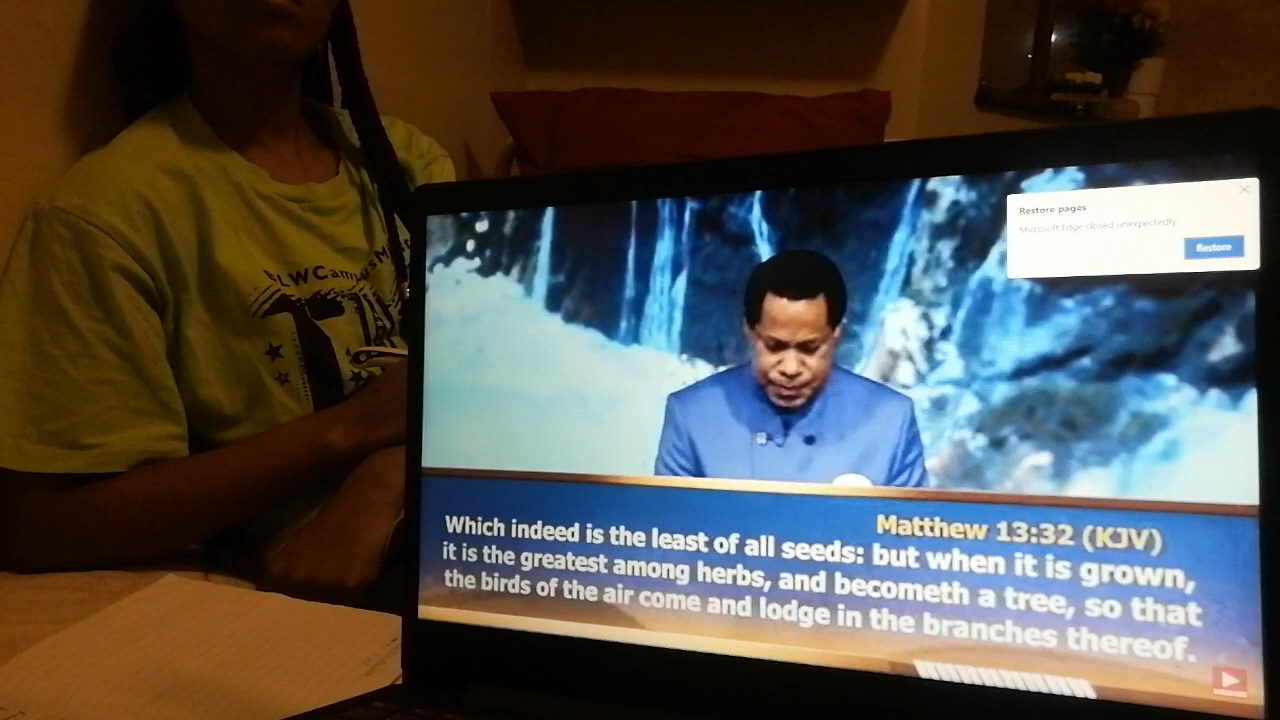 Restore pages
Microsoft Edge closed unexpectedly.
Restore
Matthew 13:32 (KJV)
Which indeed is the least of all seeds: but when it is grown,
it is the greatest among herbs, and becometh a tree, so that
the birds of the air come and lodge in the branches thereof.